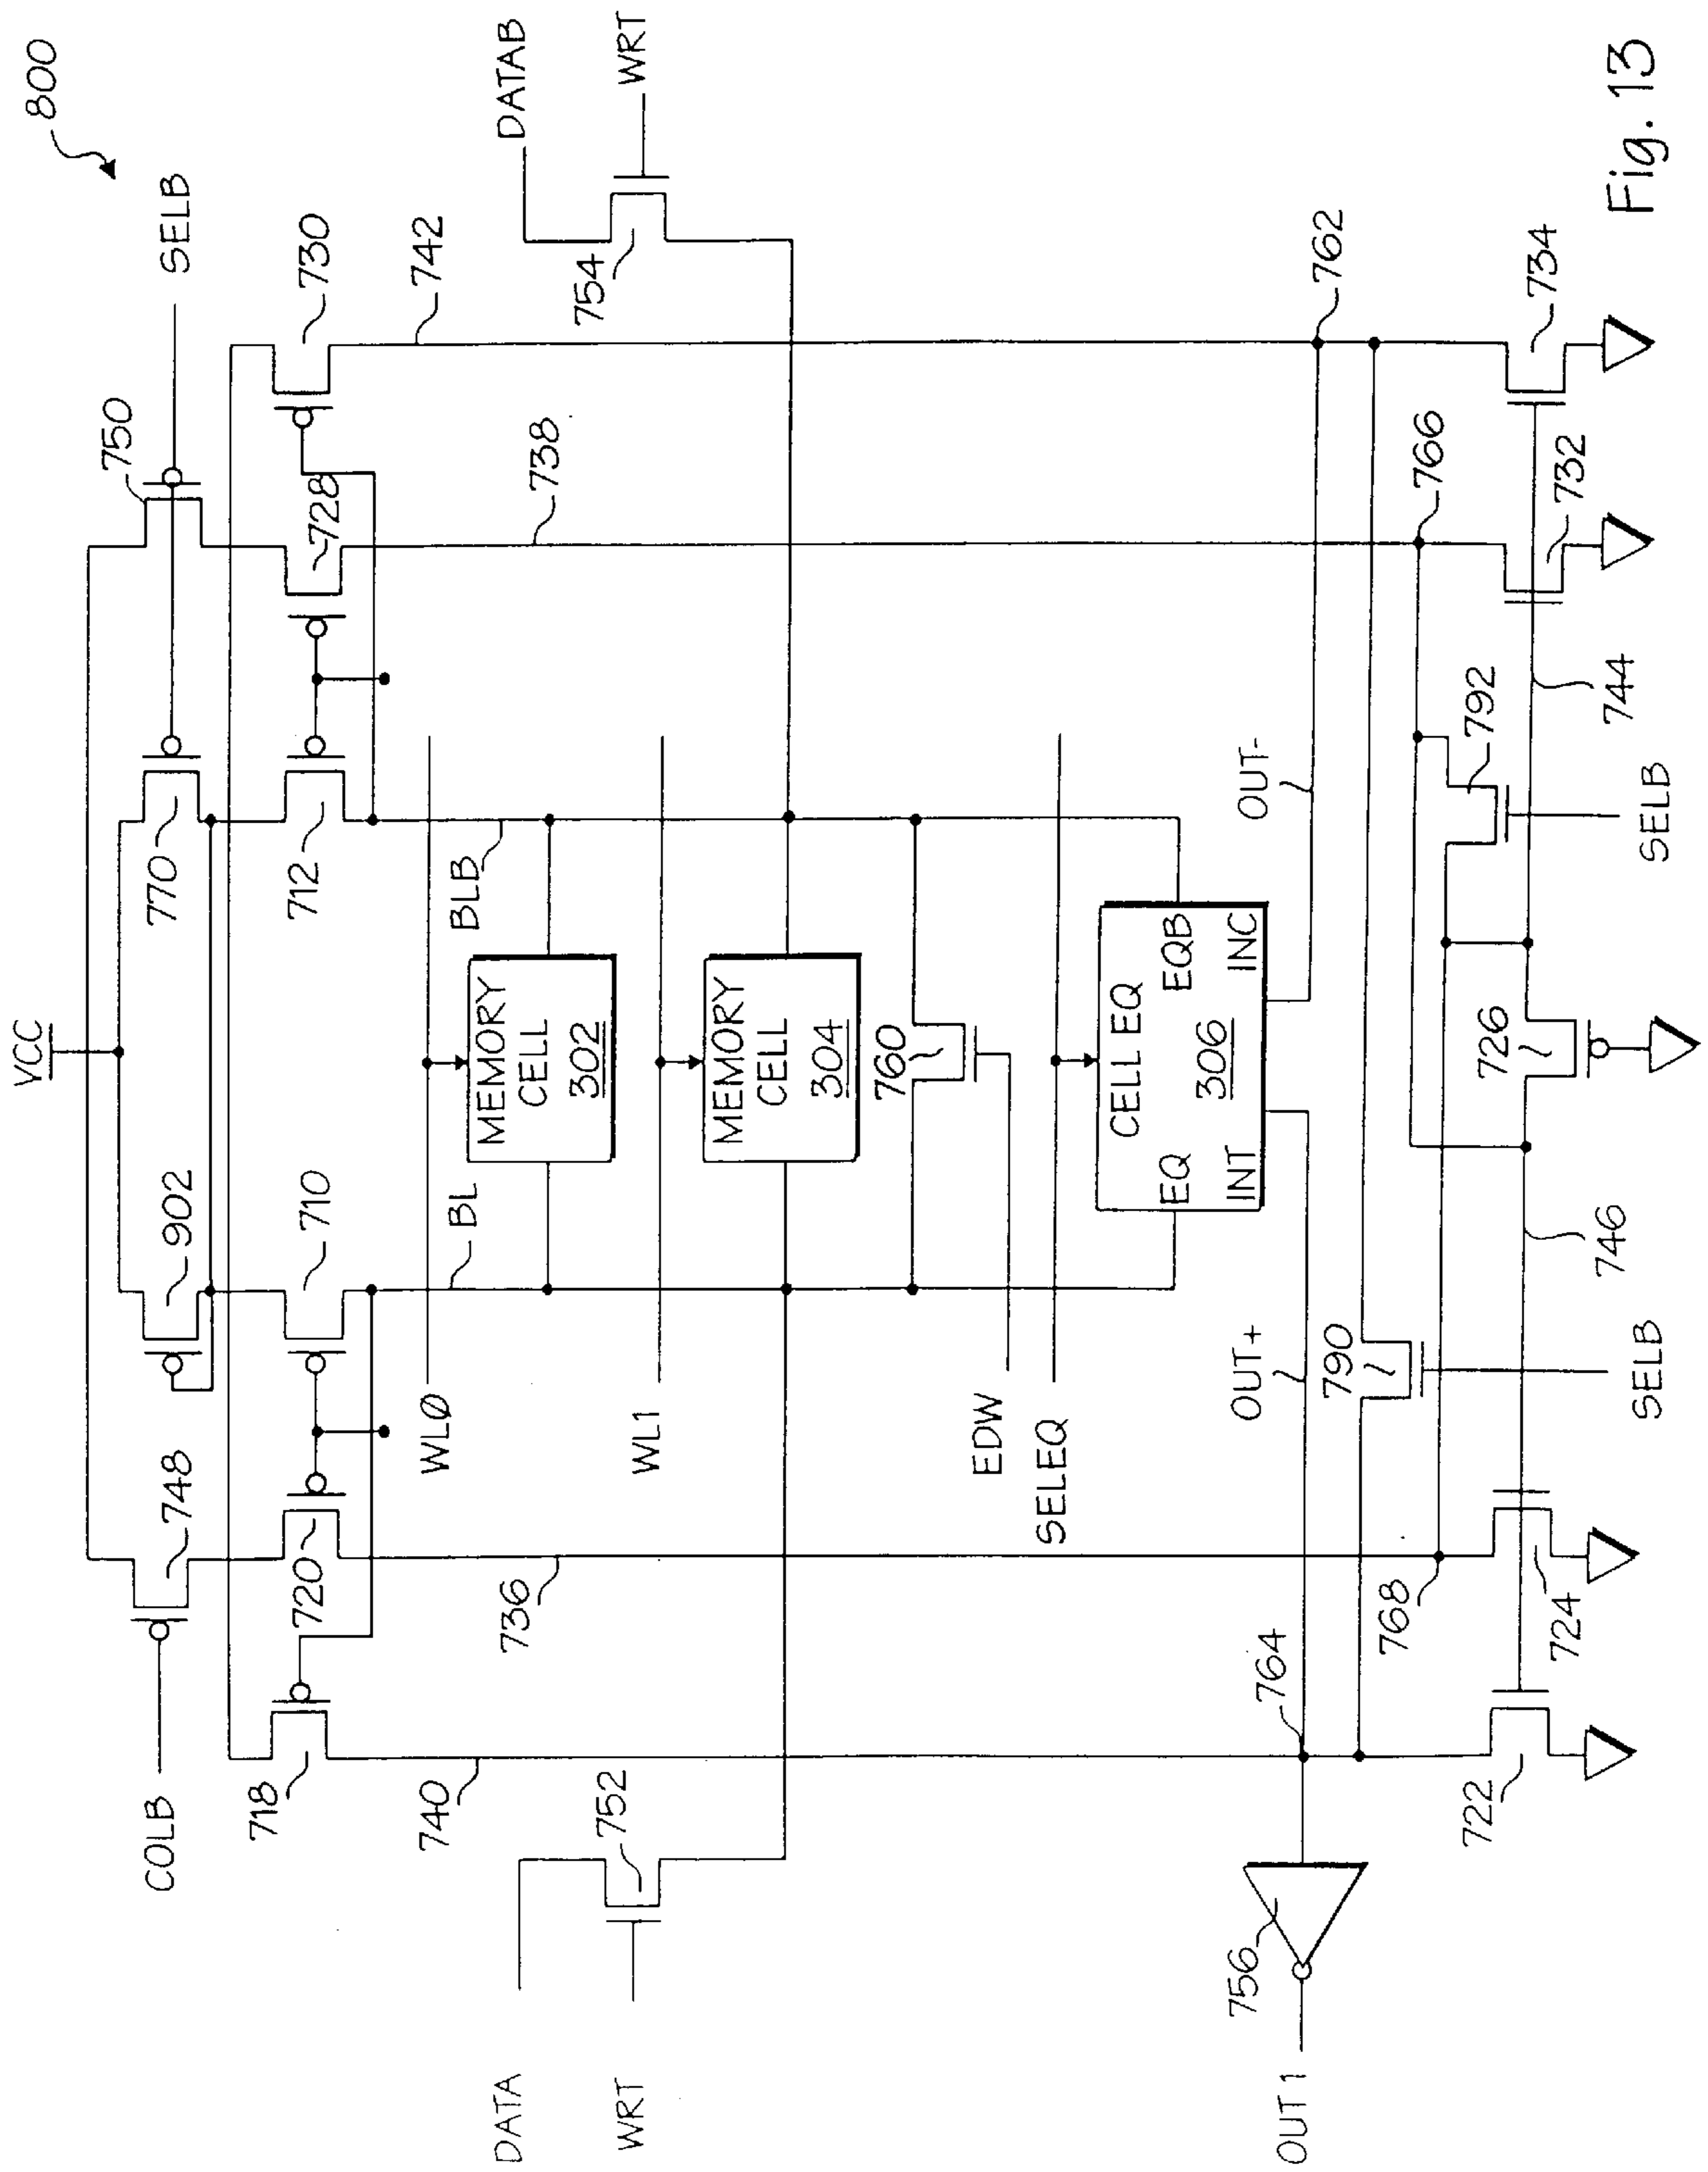 800
VCC
SELB
COLB
748
902
770
750
718
720
710
712
728
730
740
736
BL
BLB
738
742
WLØ
MEMORY
CELL
302
DATA
DATAB
752
WRT
754
WRT
WL1
MEMORY
CELL
304
EDW
760
SELEQ
CELL EQ
EQ
EQB
306
INT
INC
OUT+
OUT-
764
762
756
OUT 1
790
768
766
SELB
792
SELB
722
724
746
726
744
732
734
Fig. 13